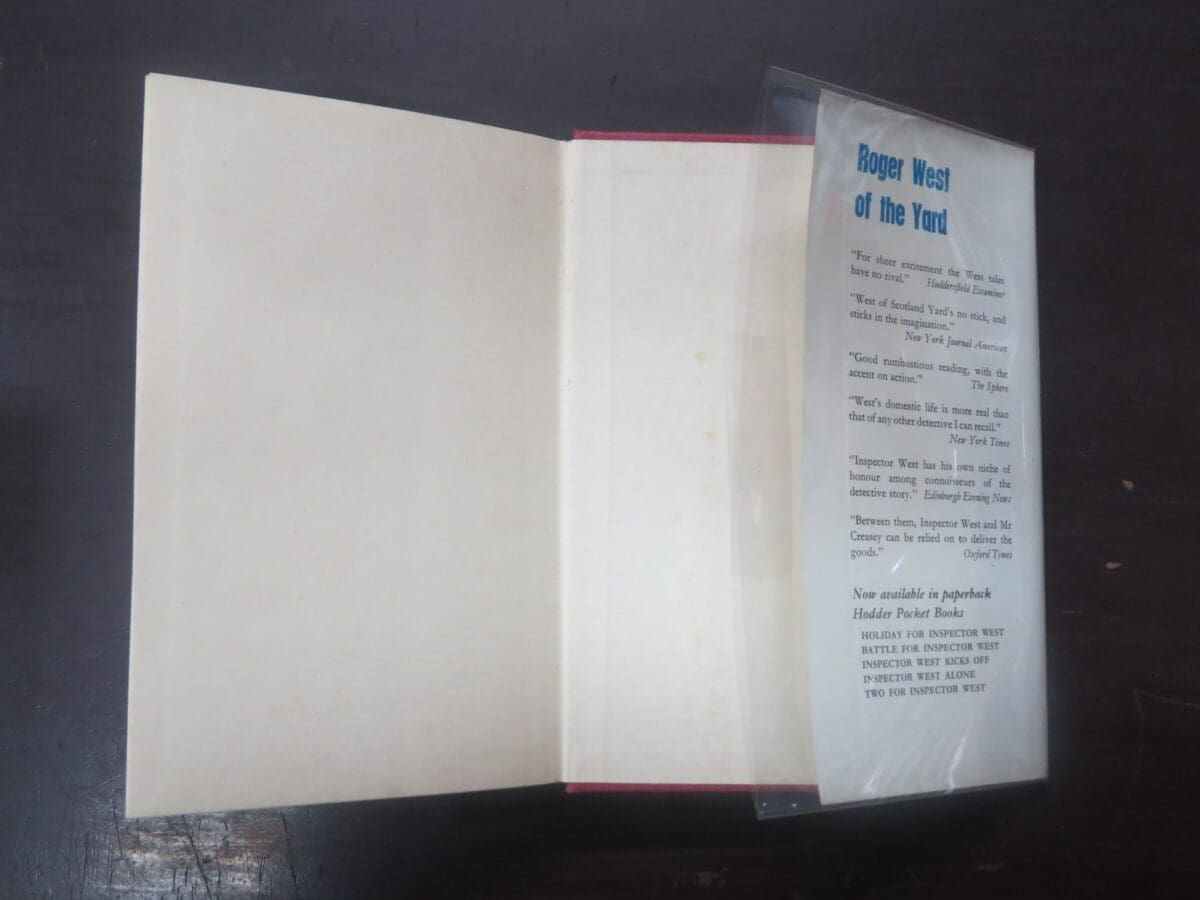 Roger West
of the Yard
"For sheer excitement the West tales
have no rival." Huddersfield Examiner
"West of Scotland Yard's no stick, and
sticks in the imagination."
New York Journal American
"Good rumbustious reading, with the
accent on action." The Sphere
"West's domestic life is more real than
that of any other detective I can recall."
New York Times
"Inspector West has his own niche of
honour among connoisseurs of the
detective story." Edinburgh Evening News
"Between them, Inspector West and Mr
Creasey can be relied on to deliver the
goods." Oxford Times
Now available in paperback
Hodder Pocket Books
HOLIDAY FOR INSPECTOR WEST
BATTLE FOR INSPECTOR WEST
INSPECTOR WEST KICKS OFF
INSPECTOR WEST ALONE
TWO FOR INSPECTOR WEST